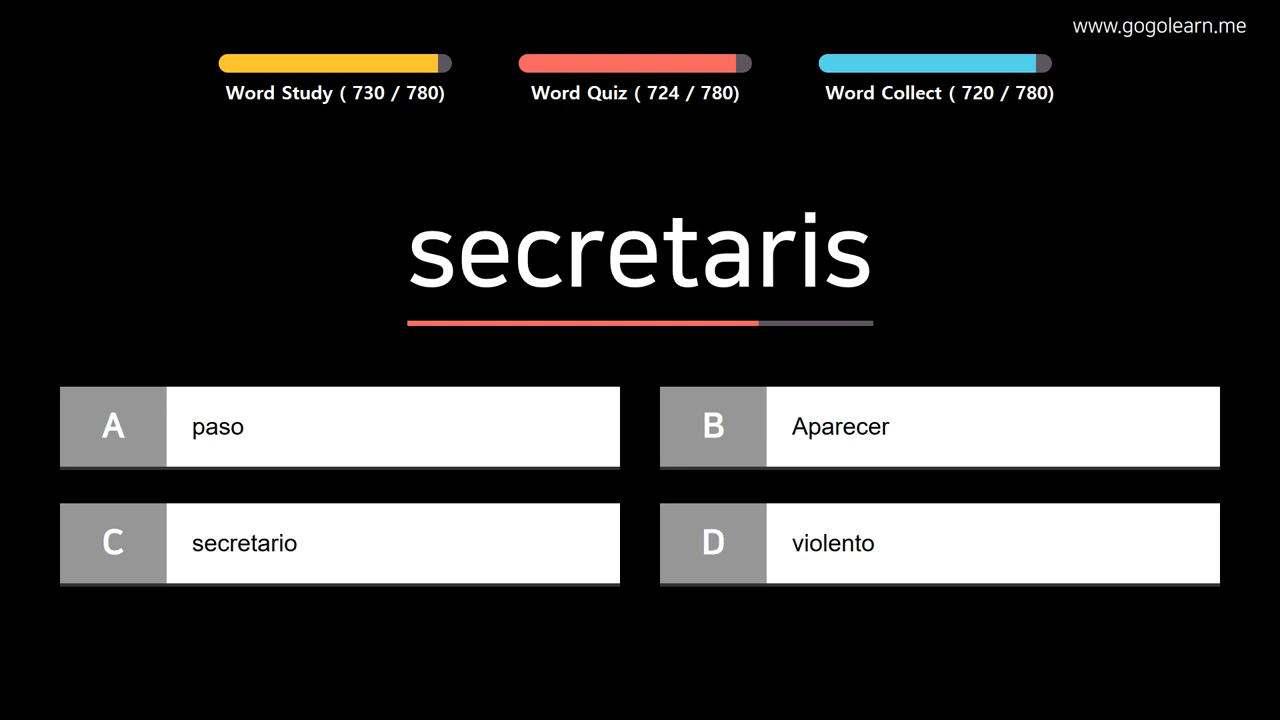 www.gogolearn.me
Word Study ( 730 / 780)
Word Quiz ( 724 / 780)
Word Collect ( 720 / 780)
secretaris
A paso
B Aparecer
C secretario
D violento